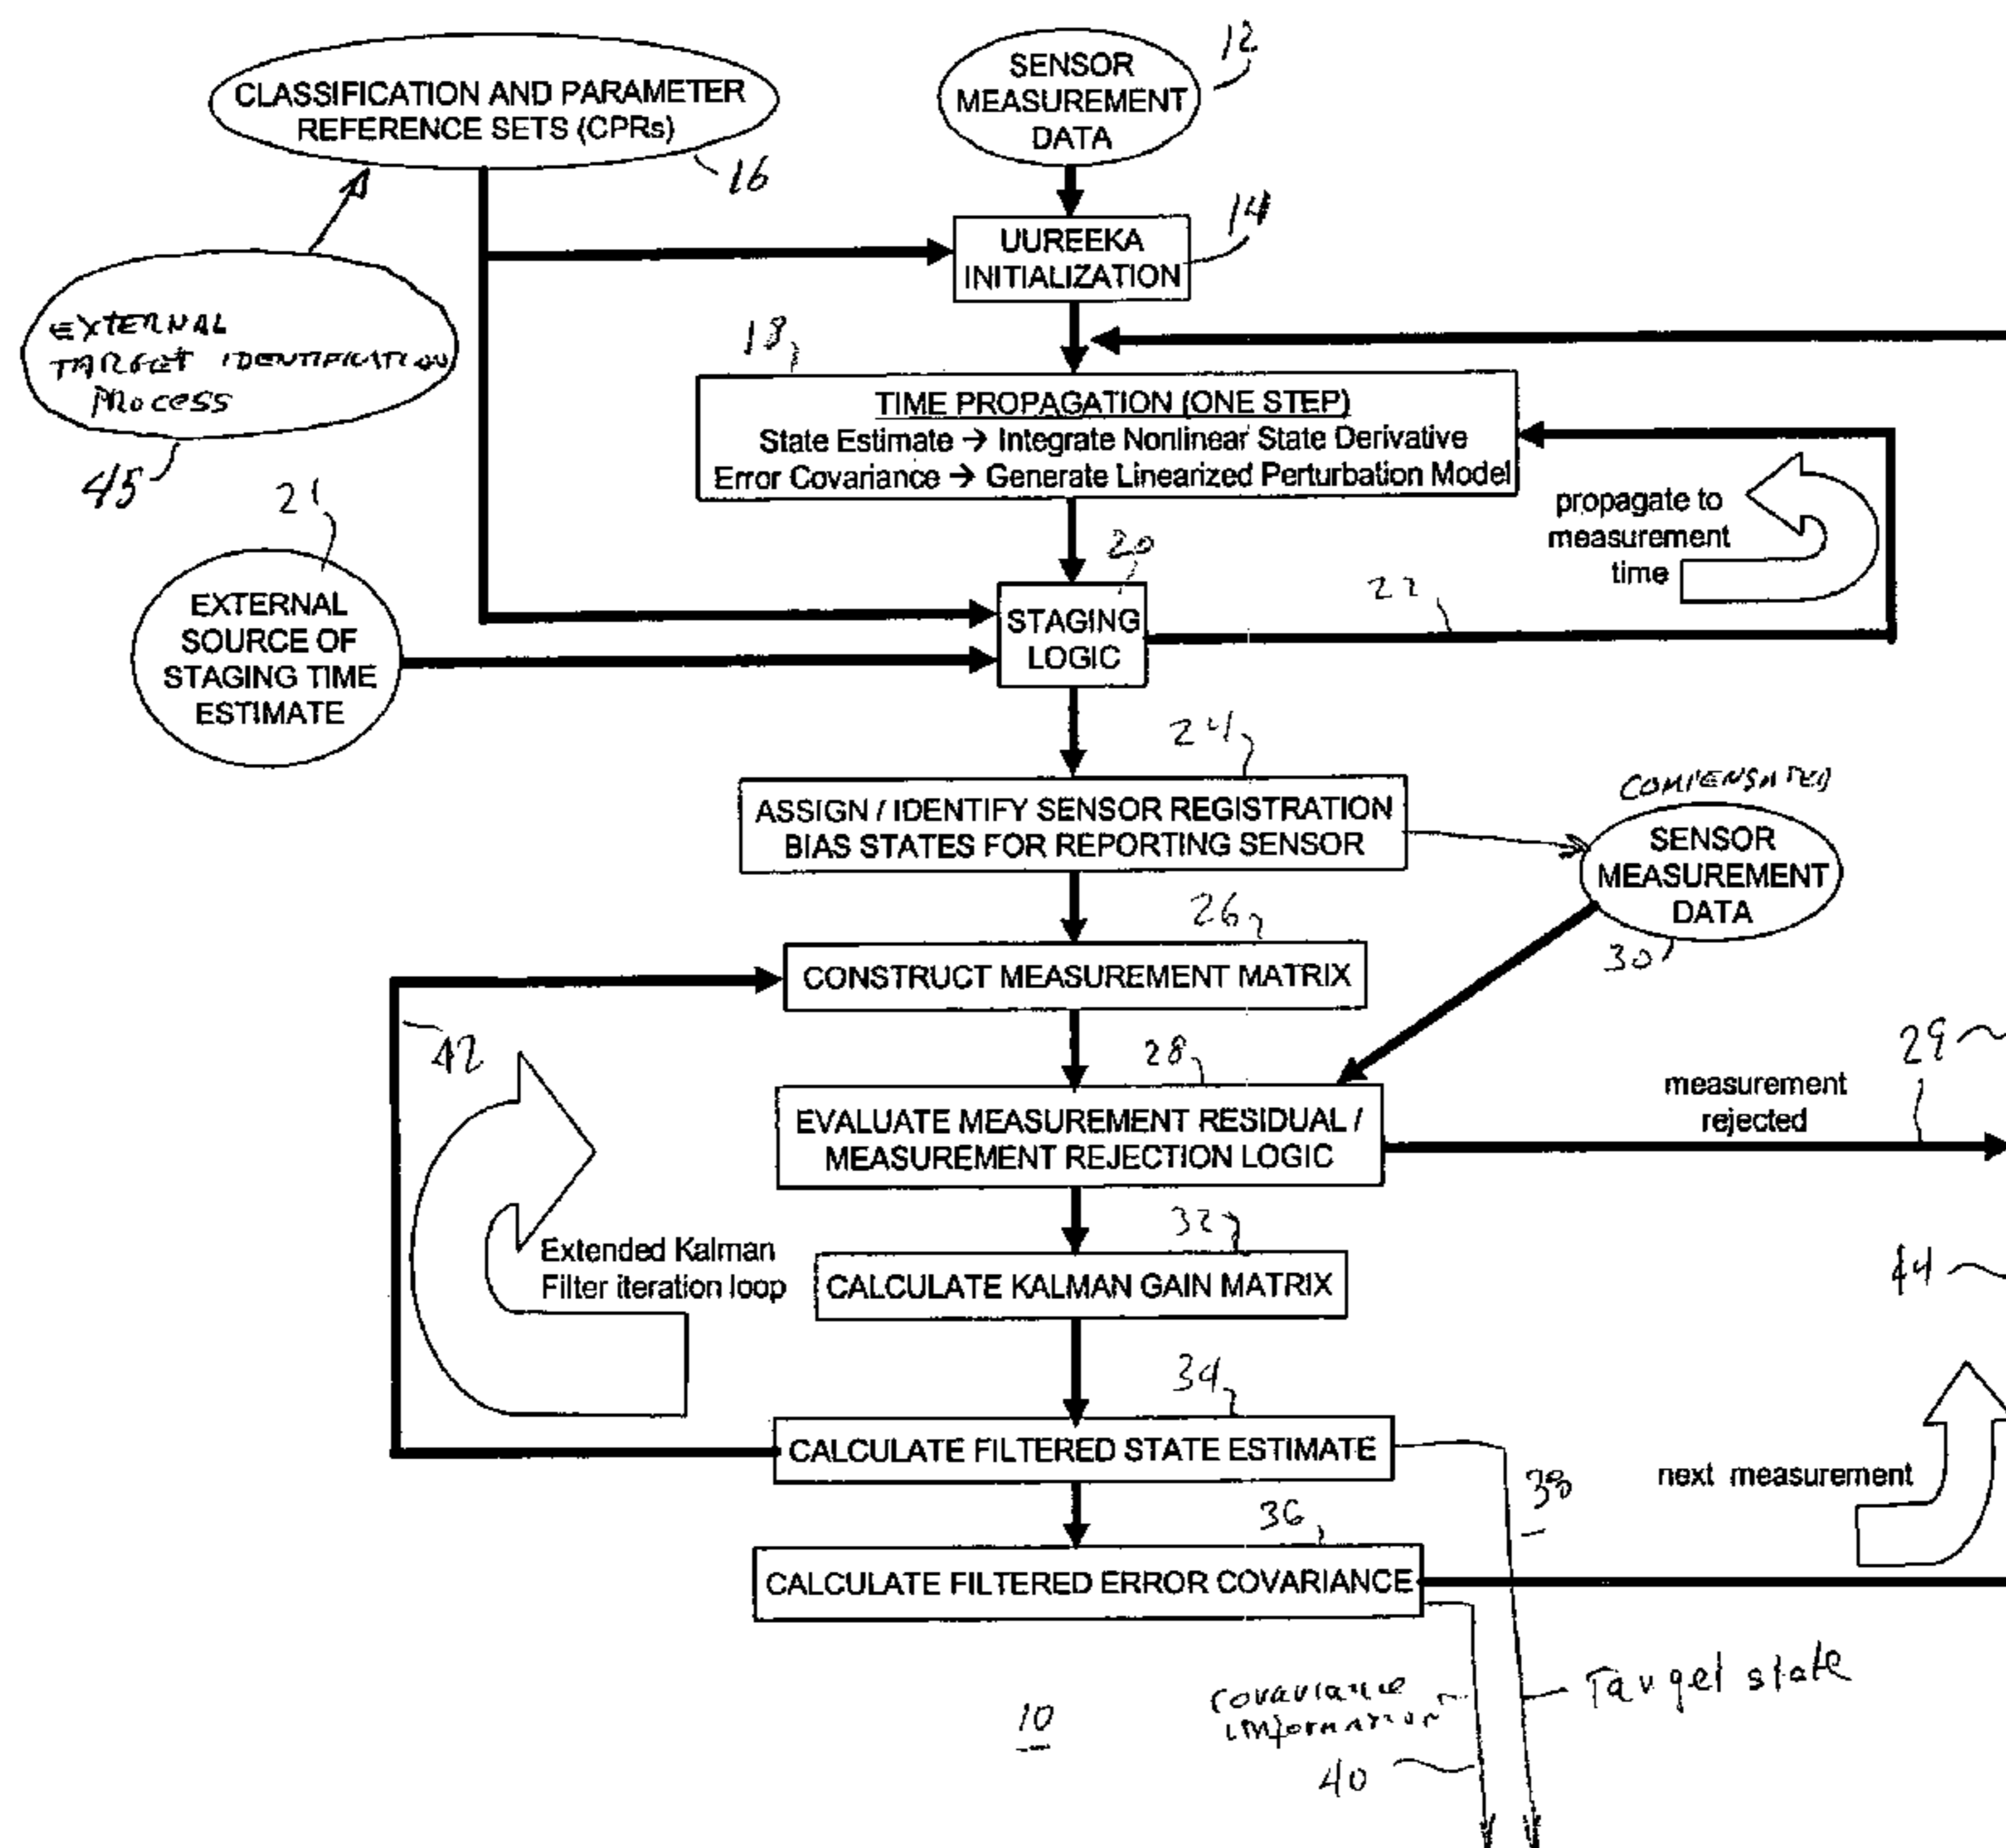 12
SENSOR
MEASUREMENT
DATA
CLASSIFICATION AND PARAMETER
REFERENCE SETS (CPRs)
16
14
UUREEKA
INITIALIZATION
EXTERNAL
TARGET IDENTIFICATION
PROCESS
45
18
TIME PROPAGATION (ONE STEP)
State Estimate → Integrate Nonlinear State Derivative
Error Covariance → Generate Linearized Perturbation Model
propagate to
measurement
time
21
EXTERNAL
SOURCE OF
STAGING TIME
ESTIMATE
20
STAGING
LOGIC
22
24
ASSIGN / IDENTIFY SENSOR REGISTRATION
BIAS STATES FOR REPORTING SENSOR
COMPENSATED
SENSOR
MEASUREMENT
DATA
30
26
CONSTRUCT MEASUREMENT MATRIX
42
28
EVALUATE MEASUREMENT RESIDUAL /
MEASUREMENT REJECTION LOGIC
29
measurement
rejected
32
Extended Kalman
Filter iteration loop
CALCULATE KALMAN GAIN MATRIX
44
34
CALCULATE FILTERED STATE ESTIMATE
38
next measurement
36
CALCULATE FILTERED ERROR COVARIANCE
covariance
information
40
Target state
10